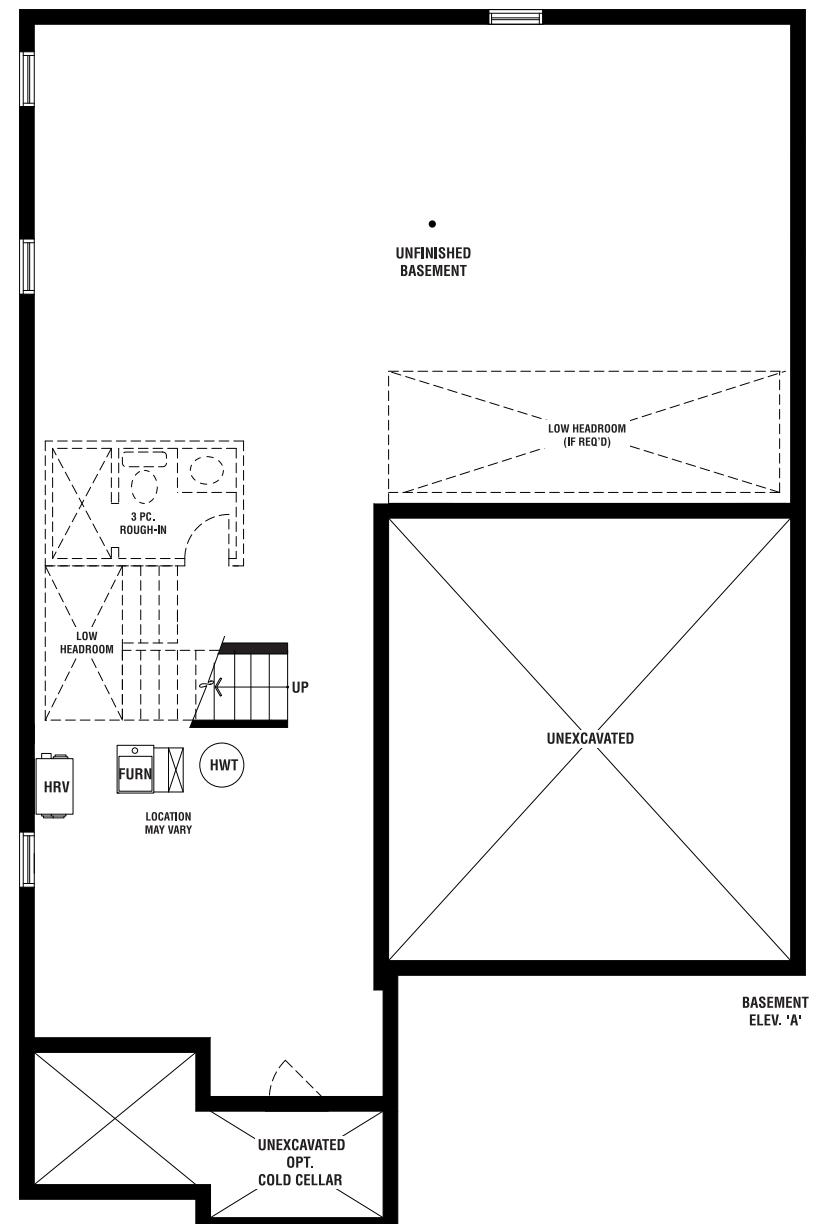 UNFINISHED
BASEMENT
LOW HEADROOM
(IF REQ'D)
3 PC.
ROUGH-IN
LOW
HEADROOM
UP
UNEXCAVATED
HRV
FURN
HWT
LOCATION
MAY VARY
BASEMENT
ELEV. 'A'
UNEXCAVATED
OPT.
COLD CELLAR